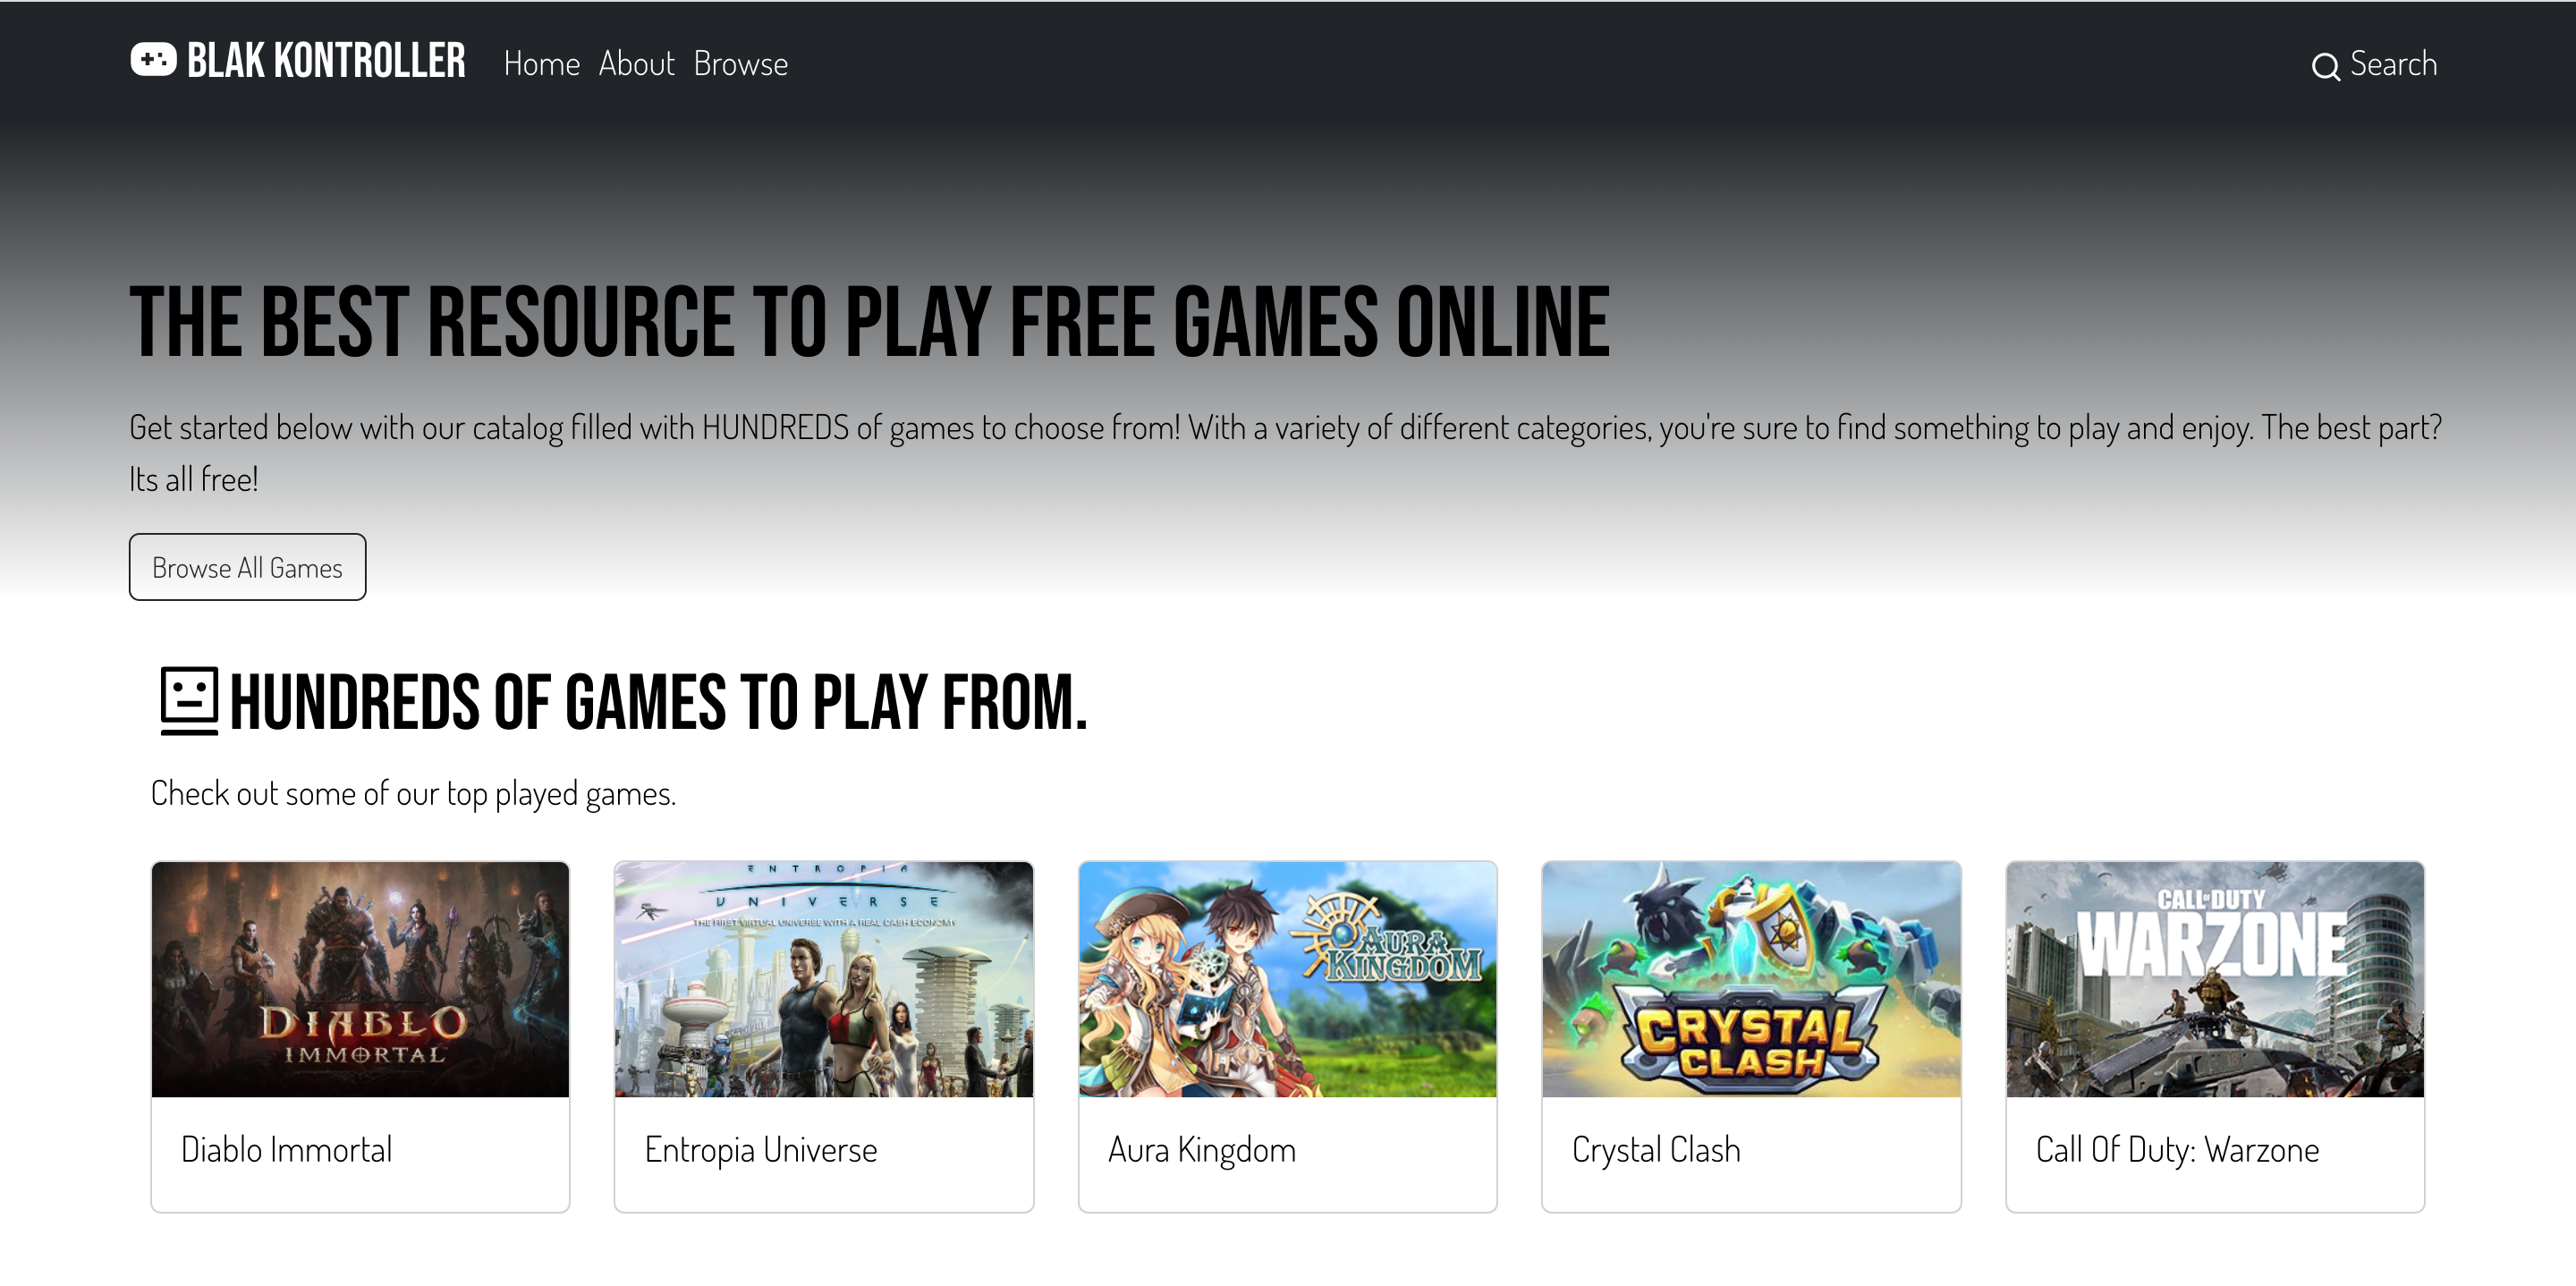 BLAK KONTROLLER Home About Browse Search
THE BEST RESOURCE TO PLAY FREE GAMES ONLINE
Get started below with our catalog filled with HUNDREDS of games to choose from! With a variety of different categories, you're sure to find something to play and enjoy. The best part?
Its all free!
Browse All Games
HUNDREDS OF GAMES TO PLAY FROM.
Check out some of our top played games.
DIABLO
IMMORTAL
Diablo Immortal
ENTROPIA
UNIVERSE
THE FIRST VIRTUAL UNIVERSE WITH A REAL CASH ECONOMY
Entropia Universe
AURA
KINGDOM
Aura Kingdom
CRYSTAL
CLASH
Crystal Clash
CALL OF DUTY
WARZONE
Call Of Duty: Warzone